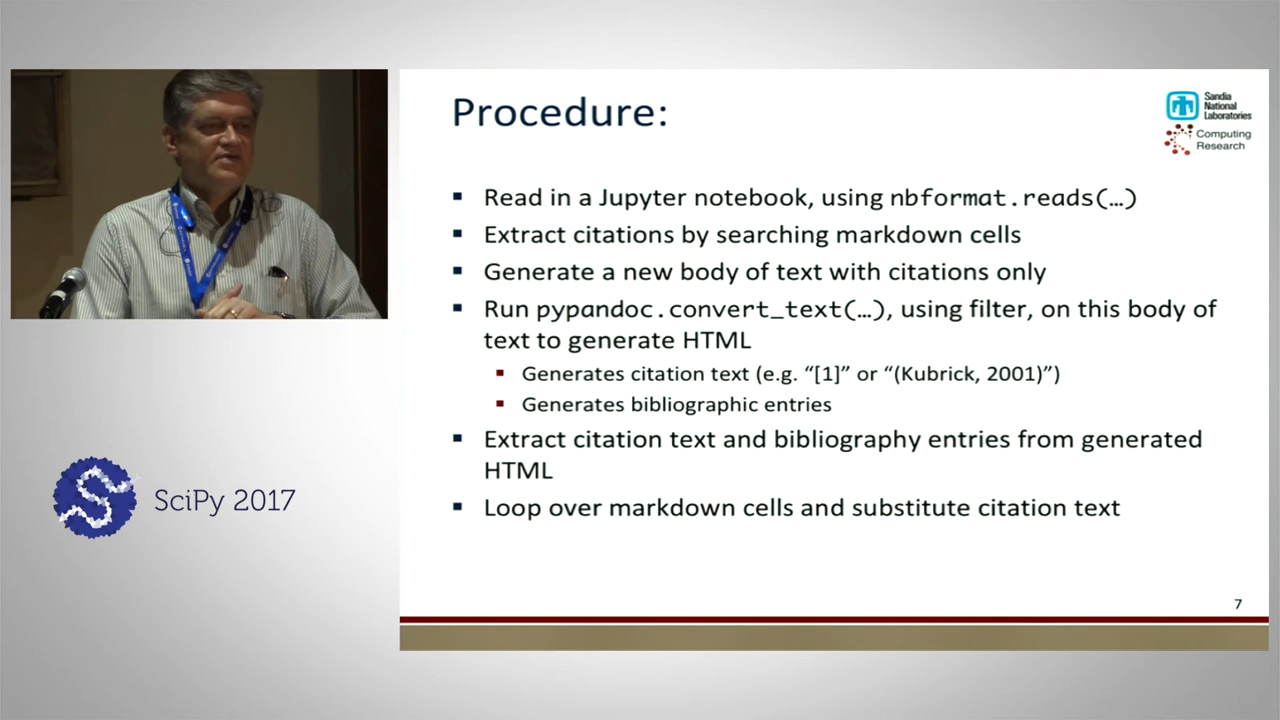 Procedure:
Sandia
National
Laboratories
Computing
Research
▪ Read in a Jupyter notebook, using nbformat.reads(…)
▪ Extract citations by searching markdown cells
▪ Generate a new body of text with citations only
▪ Run pypandoc.convert_text(…), using filter, on this body of
text to generate HTML
▪ Generates citation text (e.g. “[1]” or “(Kubrick, 2001)”)
▪ Generates bibliographic entries
▪ Extract citation text and bibliography entries from generated
HTML
▪ Loop over markdown cells and substitute citation text
SciPy 2017
7